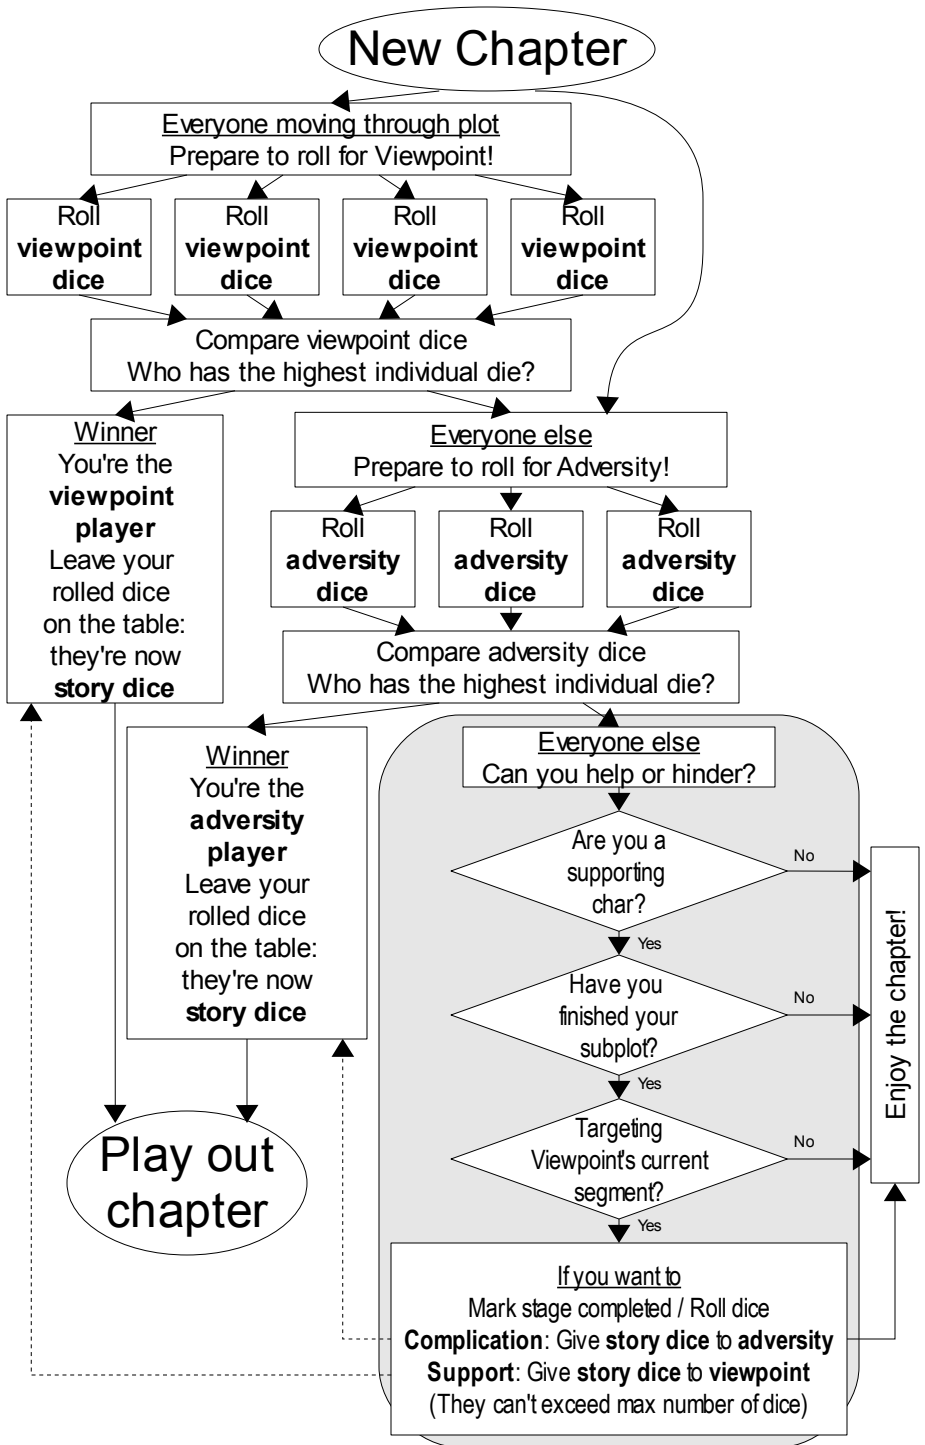 New Chapter
Everyone moving through plot
Prepare to roll for Viewpoint!
Roll
viewpoint
dice
Roll
viewpoint
dice
Roll
viewpoint
dice
Roll
viewpoint
dice
Compare viewpoint dice
Who has the highest individual die?
Winner
You're the
viewpoint
player
Leave your
rolled dice
on the table:
they're now
story dice
Everyone else
Prepare to roll for Adversity!
Roll
adversity
dice
Roll
adversity
dice
Roll
adversity
dice
Compare adversity dice
Who has the highest individual die?
Winner
You're the
adversity
player
Leave your
rolled dice
on the table:
they're now
story dice
Everyone else
Can you help or hinder?
Are you a
supporting
char?
No
Yes
Have you
finished your
subplot?
No
Yes
Targeting
Viewpoint's current
segment?
No
Yes
Enjoy the chapter!
If you want to
Mark stage completed / Roll dice
Complication: Give story dice to adversity
Support: Give story dice to viewpoint
(They can't exceed max number of dice)
Play out
chapter